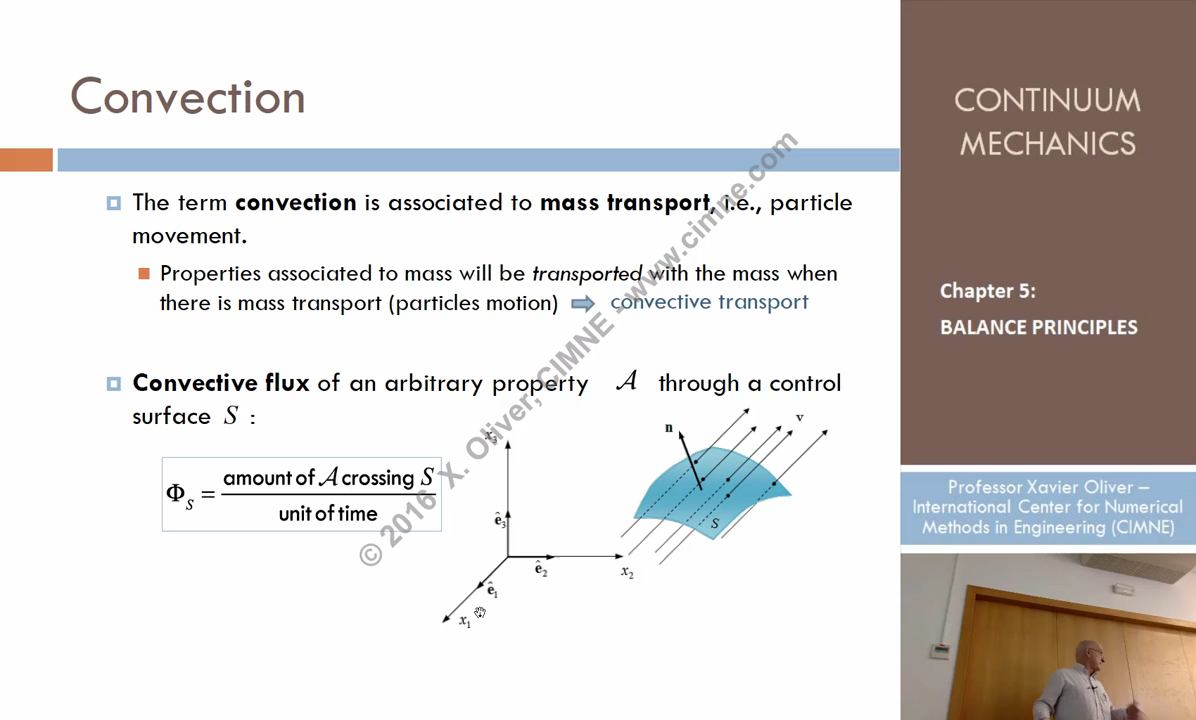 Convection
The term convection is associated to mass transport, i.e., particle
movement.
Properties associated to mass will be transported with the mass when
there is mass transport (particles motion) ⇨ convective transport
Convective flux of an arbitrary property 𝒜 through a control
surface S :
Φ_S = amount of 𝒜 crossing S / unit of time
x₃
ê₃
ê₂
x₂
ê₁
x₁
n
v
S
© 2016 X. Oliver, CIMNE - www.cimne.com
CONTINUUM
MECHANICS
Chapter 5:
BALANCE PRINCIPLES
Professor Xavier Oliver –
International Center for Numerical
Methods in Engineering (CIMNE)